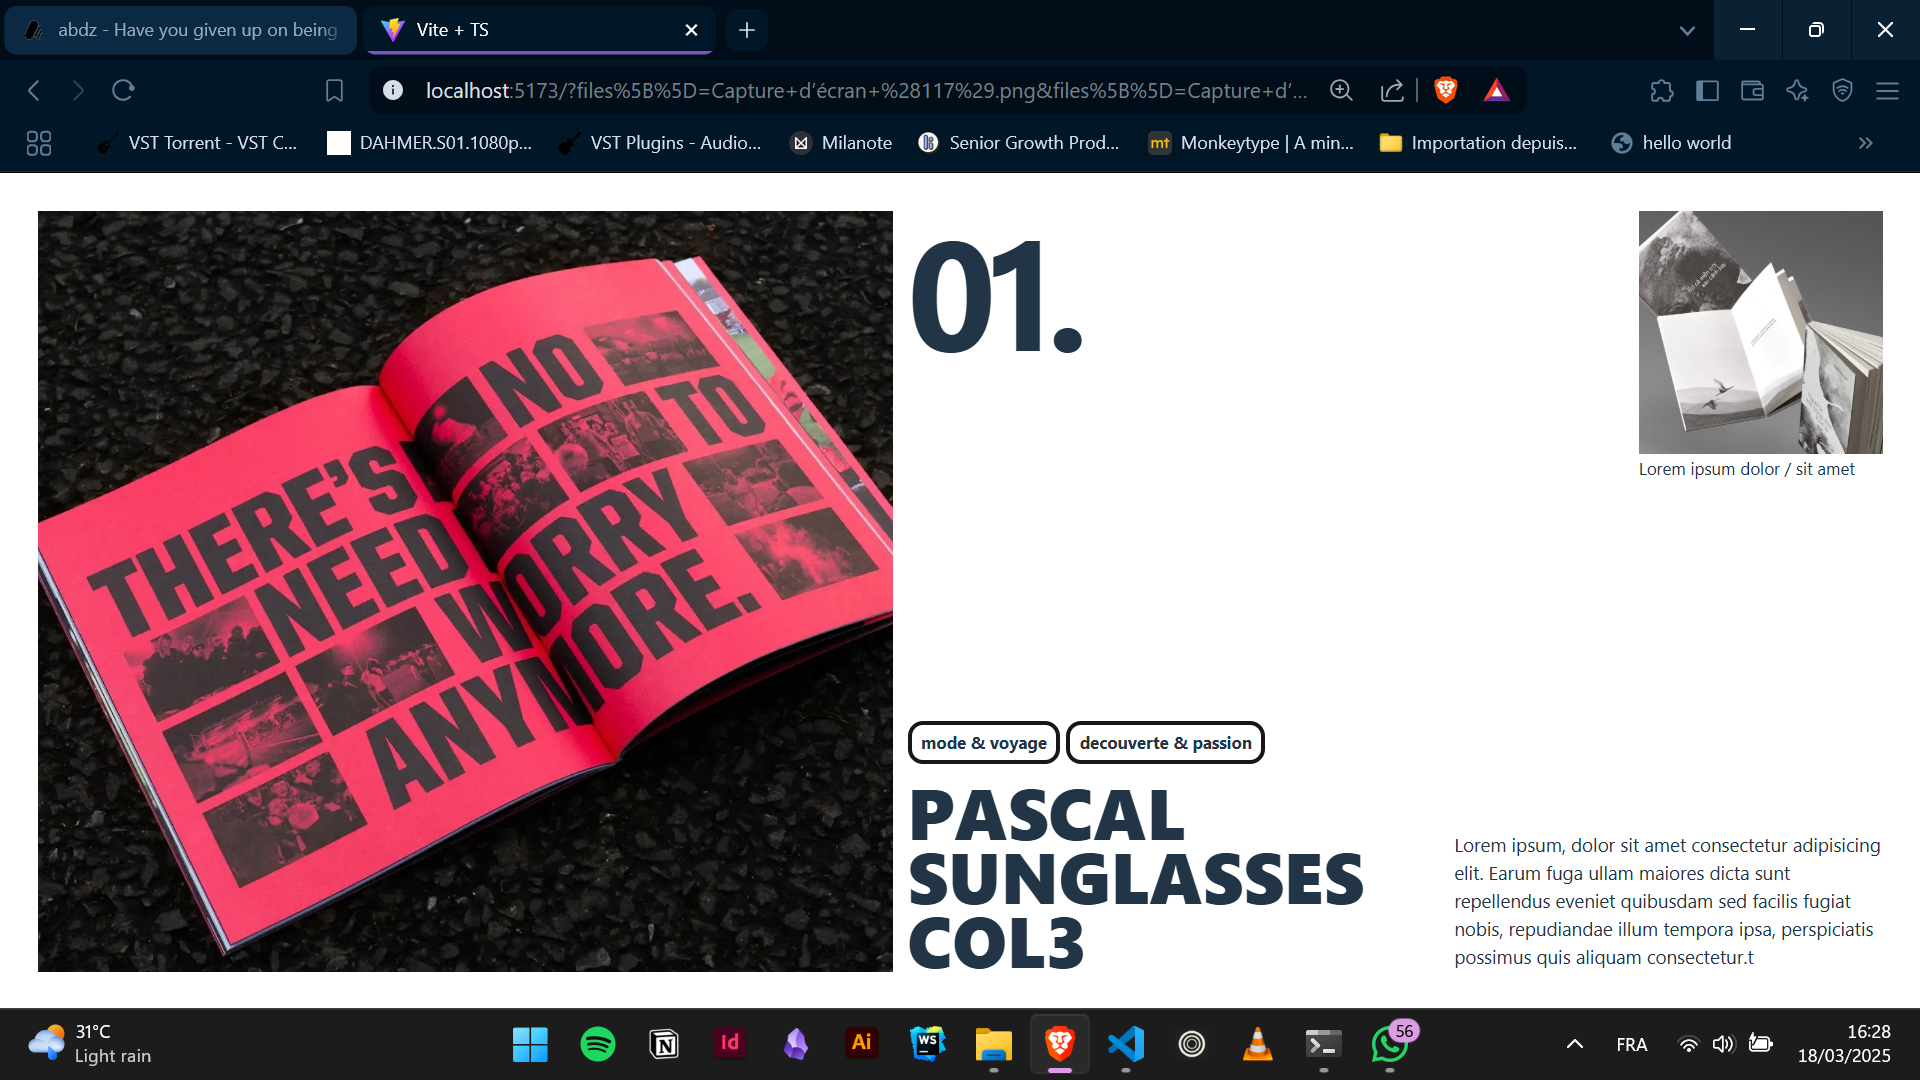 abdz - Have you given up on being
Vite + TS
localhost:5173/?files%5B%5D=Capture+d'écran+%28117%29.png&files%5B%5D=Capture+d'...
VST Torrent - VST C...
DAHMER.S01.1080p...
VST Plugins - Audio...
Milanote
Senior Growth Prod...
mt
Monkeytype | A min...
Importation depuis...
hello world
THERE'S
NO
NEED
TO
WORRY
ANYMORE.
01.
Lorem ipsum dolor / sit amet
mode & voyage
decouverte & passion
PASCAL
SUNGLASSES
COL3
Lorem ipsum, dolor sit amet consectetur adipisicing
elit. Earum fuga ullam maiores dicta sunt
repellendus eveniet quibusdam sed facilis fugiat
nobis, repudiandae illum tempora ipsa, perspiciatis
possimus quis aliquam consectetur.t
31°C
Light rain
Id
Ai
WS
56
FRA
16:28
18/03/2025